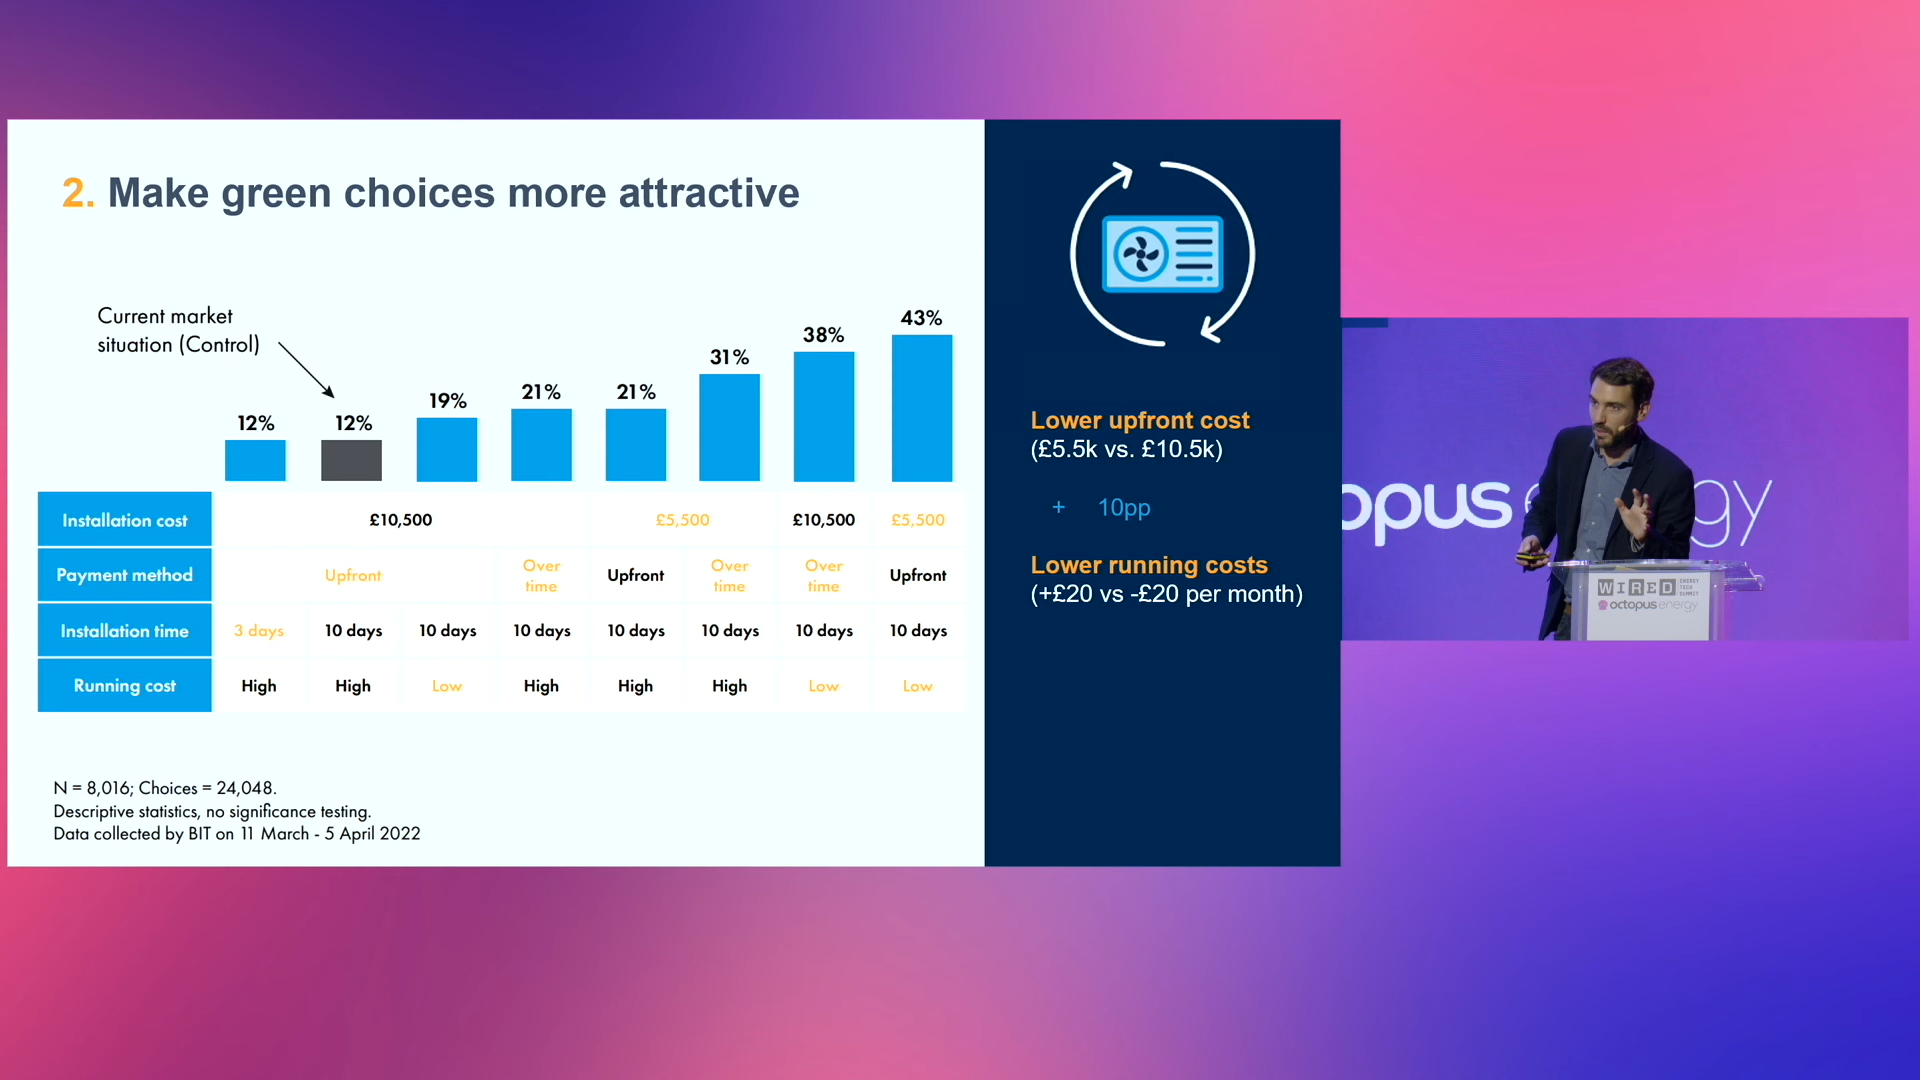 2. Make green choices more attractive
Current market
situation (Control)
12%
12%
19%
21%
21%
31%
38%
43%
Installation cost
£10,500
£5,500
£10,500
£5,500
Payment method
Upfront
Over
time
Upfront
Over
time
Over
time
Upfront
Installation time
3 days
10 days
10 days
10 days
10 days
10 days
10 days
10 days
Running cost
High
High
Low
High
High
High
Low
Low
N = 8,016; Choices = 24,048.
Descriptive statistics, no significance testing.
Data collected by BIT on 11 March - 5 April 2022
Lower upfront cost
(£5.5k vs. £10.5k)
+ 10pp
Lower running costs
(+£20 vs -£20 per month)
opus e gy
WIRED
ENERGY
TECH
SUMMIT
octopusenergy